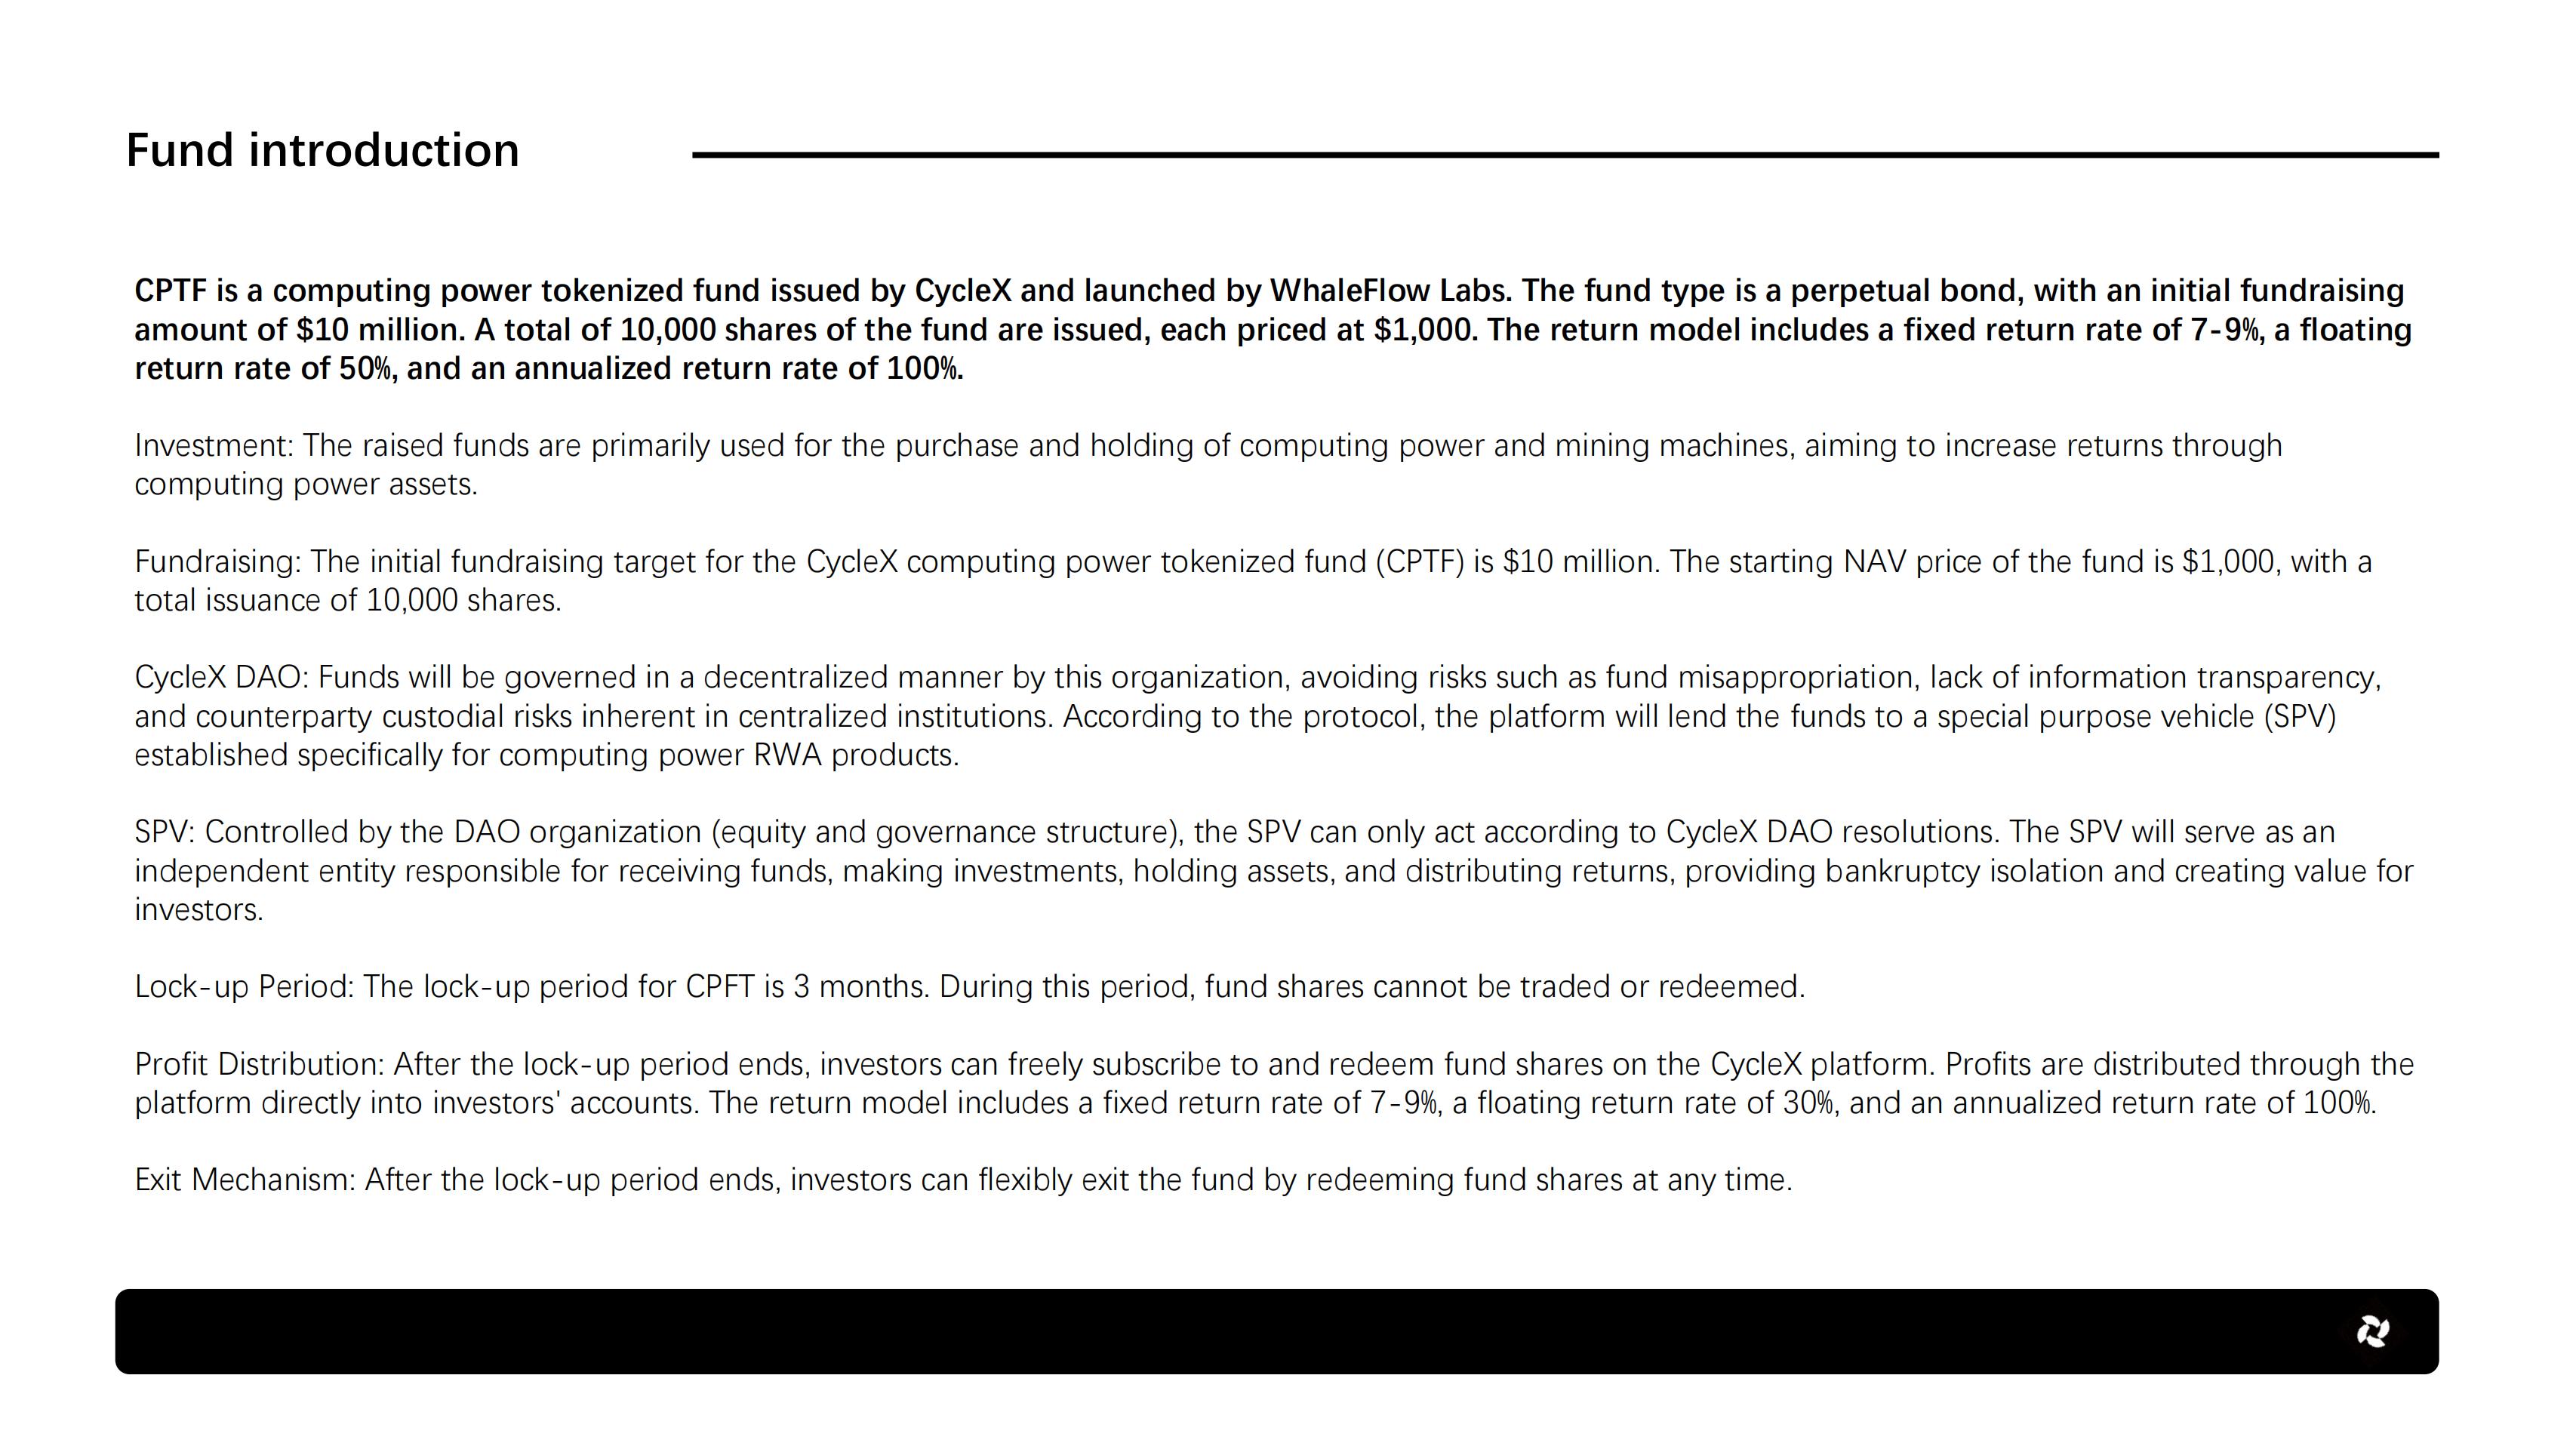 Fund introduction
CPTF is a computing power tokenized fund issued by CycleX and launched by WhaleFlow Labs. The fund type is a perpetual bond, with an initial fundraising
amount of $10 million. A total of 10,000 shares of the fund are issued, each priced at $1,000. The return model includes a fixed return rate of 7-9%, a floating
return rate of 50%, and an annualized return rate of 100%.
Investment: The raised funds are primarily used for the purchase and holding of computing power and mining machines, aiming to increase returns through
computing power assets.
Fundraising: The initial fundraising target for the CycleX computing power tokenized fund (CPTF) is $10 million. The starting NAV price of the fund is $1,000, with a
total issuance of 10,000 shares.
CycleX DAO: Funds will be governed in a decentralized manner by this organization, avoiding risks such as fund misappropriation, lack of information transparency,
and counterparty custodial risks inherent in centralized institutions. According to the protocol, the platform will lend the funds to a special purpose vehicle (SPV)
established specifically for computing power RWA products.
SPV: Controlled by the DAO organization (equity and governance structure), the SPV can only act according to CycleX DAO resolutions. The SPV will serve as an
independent entity responsible for receiving funds, making investments, holding assets, and distributing returns, providing bankruptcy isolation and creating value for
investors.
Lock-up Period: The lock-up period for CPFT is 3 months. During this period, fund shares cannot be traded or redeemed.
Profit Distribution: After the lock-up period ends, investors can freely subscribe to and redeem fund shares on the CycleX platform. Profits are distributed through the
platform directly into investors' accounts. The return model includes a fixed return rate of 7-9%, a floating return rate of 30%, and an annualized return rate of 100%.
Exit Mechanism: After the lock-up period ends, investors can flexibly exit the fund by redeeming fund shares at any time.